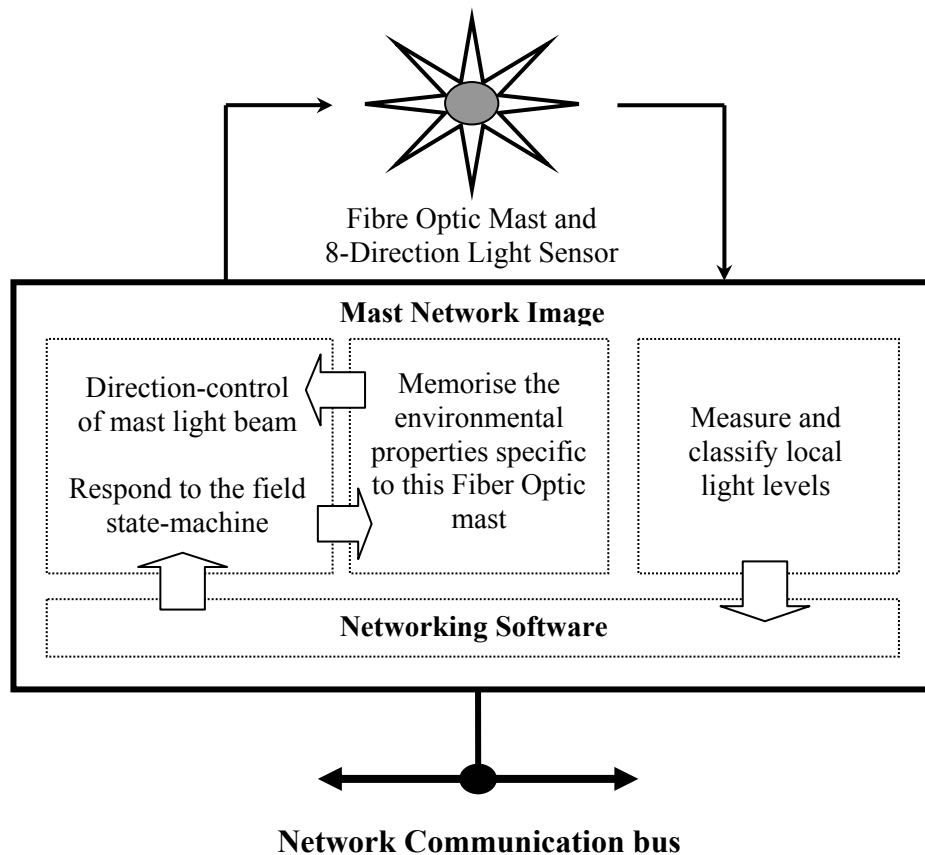 Fibre Optic Mast and
8-Direction Light Sensor
Mast Network Image
Direction-control
of mast light beam
Respond to the field
state-machine
Memorise the
environmental
properties specific
to this Fiber Optic
mast
Measure and
classify local
light levels
Networking Software
Network Communication bus